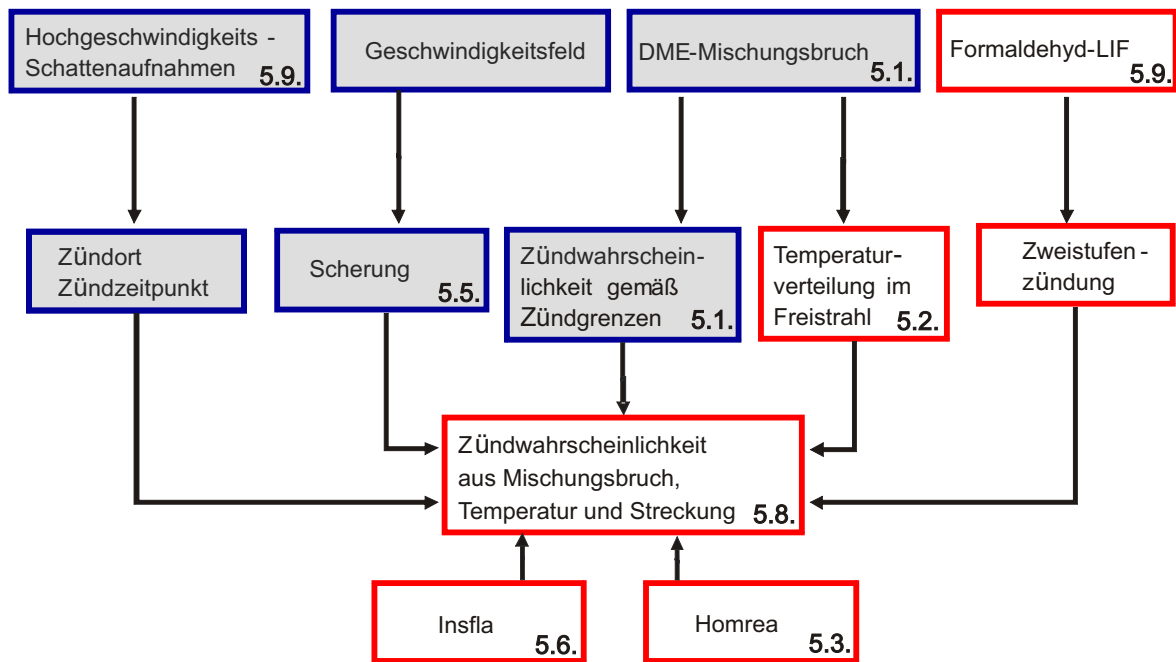 Hochgeschwindigkeits -
Schattenaufnahmen
5.9.
Geschwindigkeitsfeld
DME-Mischungsbruch
5.1.
Formaldehyd-LIF
5.9.
Zündort
Zündzeitpunkt
Scherung
5.5.
Zündwahrschein-
lichkeit gemäß
Zündgrenzen
5.1.
Temperatur-
verteilung im
Freistrahl
5.2.
Zweistufen -
zündung
Zündwahrscheinlichkeit
aus Mischungsbruch,
Temperatur und Streckung
5.8.
Insfla
5.6.
Homrea
5.3.